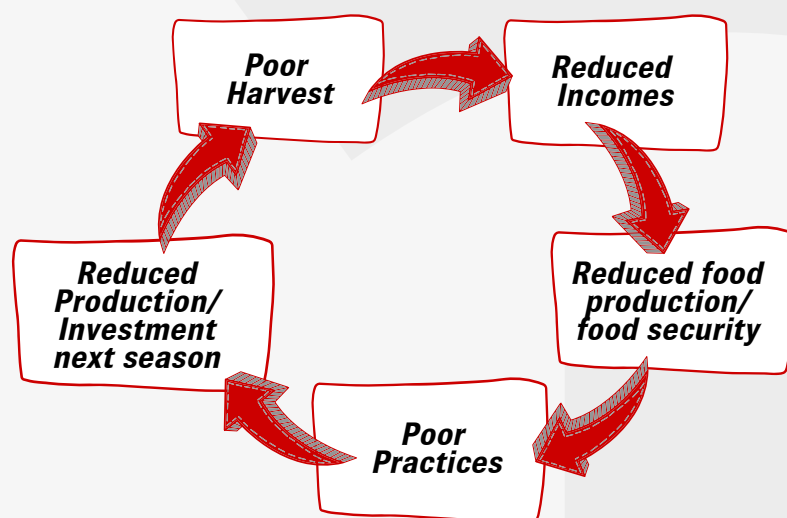 Poor
Harvest
Reduced
Incomes
Reduced food
production/
food security
Poor
Practices
Reduced
Production/
Investment
next season